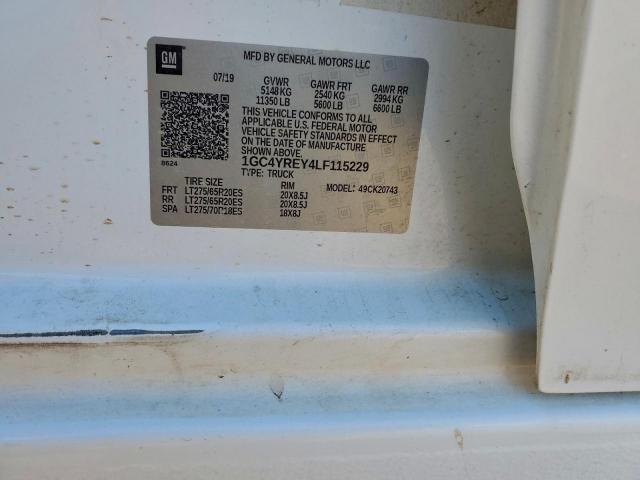 GM
MFD BY GENERAL MOTORS LLC
07/19 GVWR GAWR FRT GAWR RR
5148 KG 2540 KG 2994 KG
11350 LB 5600 LB 6600 LB
THIS VEHICLE CONFORMS TO ALL
APPLICABLE U.S. FEDERAL MOTOR
VEHICLE SAFETY STANDARDS IN EFFECT
ON THE DATE OF MANUFACTURE
SHOWN ABOVE.
8624
1GC4YREY4LF115229
TYPE: TRUCK
TIRE SIZE RIM MODEL: 49CK20743
FRT LT275/65R20ES 20X8.5J
RR LT275/65R20ES 20X8.5J
SPA LT275/70R18ES 18X8J